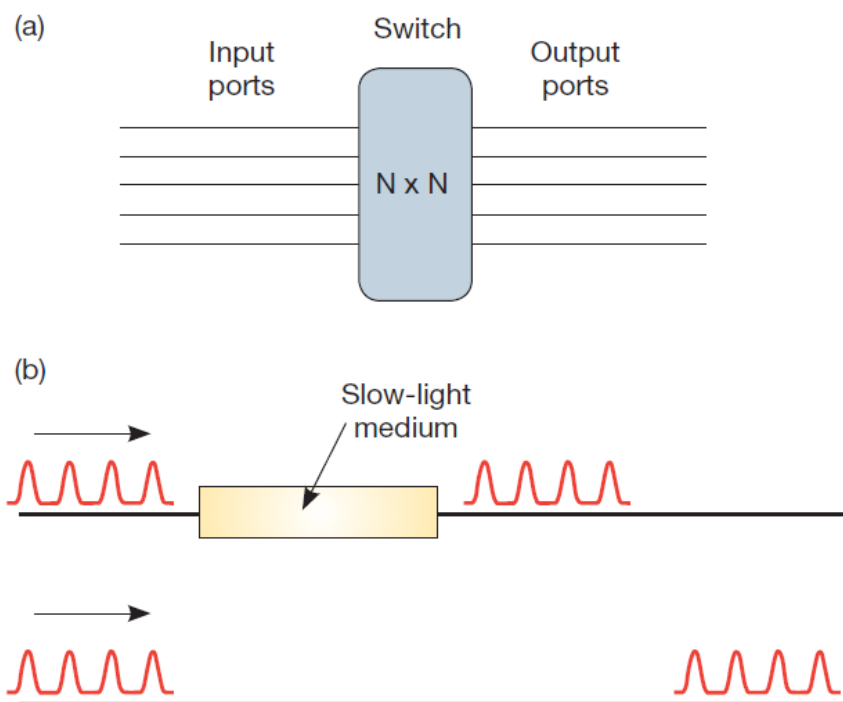 (a)
Switch
Input
ports
Output
ports
N x N
(b)
Slow-light
medium